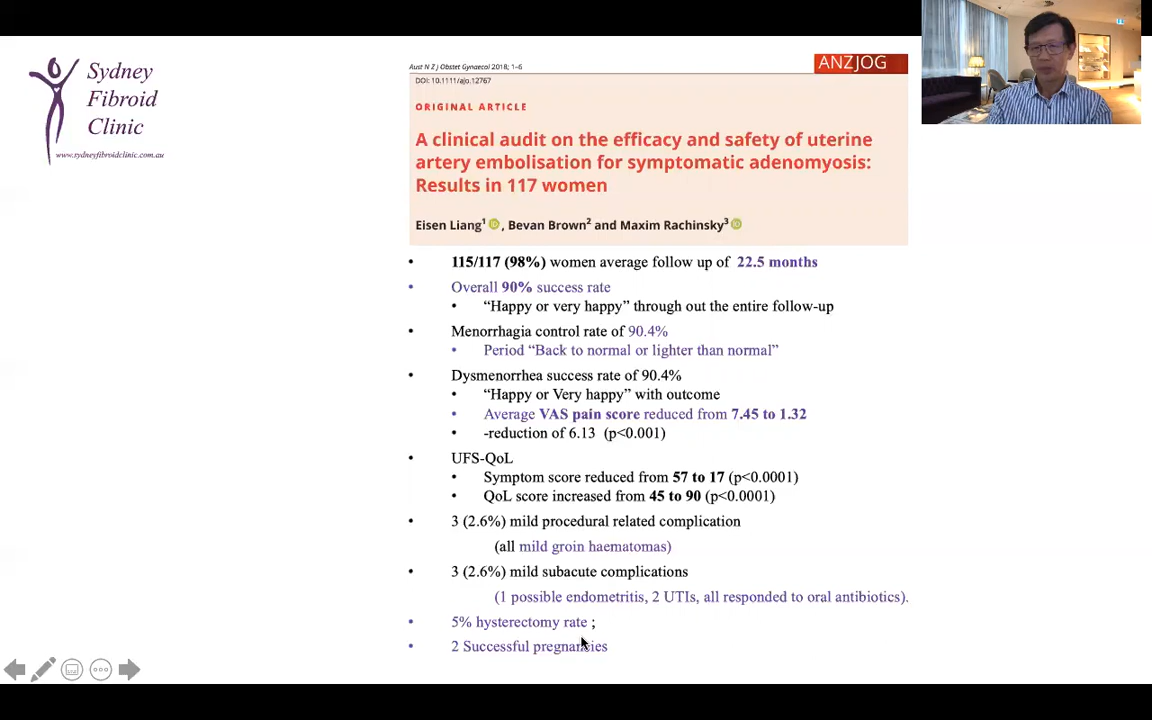 Sydney
Fibroid
Clinic
www.sydneyfibroidclinic.com.au
Aust N Z J Obstet Gynaecol 2018; 1–6
DOI: 10.1111/ajo.12767
ANZJOG
ORIGINAL ARTICLE
A clinical audit on the efficacy and safety of uterine
artery embolisation for symptomatic adenomyosis:
Results in 117 women
Eisen Liang1 , Bevan Brown2 and Maxim Rachinsky3
• 115/117 (98%) women average follow up of 22.5 months
• Overall 90% success rate
• “Happy or very happy” through out the entire follow-up
• Menorrhagia control rate of 90.4%
• Period “Back to normal or lighter than normal”
• Dysmenorrhea success rate of 90.4%
• “Happy or Very happy” with outcome
• Average VAS pain score reduced from 7.45 to 1.32
• -reduction of 6.13 (p<0.001)
• UFS-QoL
• Symptom score reduced from 57 to 17 (p<0.0001)
• QoL score increased from 45 to 90 (p<0.0001)
• 3 (2.6%) mild procedural related complication
(all mild groin haematomas)
• 3 (2.6%) mild subacute complications
(1 possible endometritis, 2 UTIs, all responded to oral antibiotics).
• 5% hysterectomy rate ;
• 2 Successful pregnancies